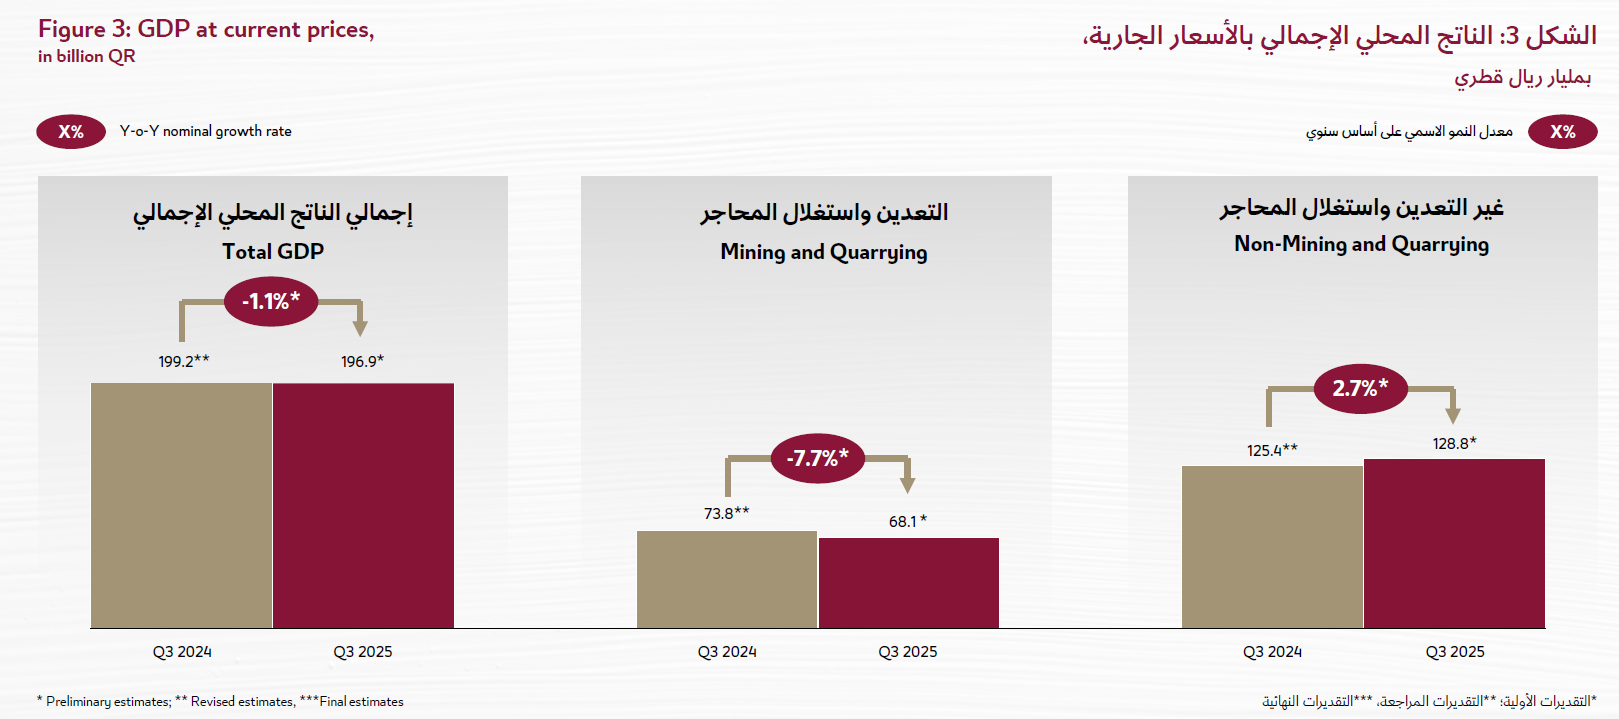 Figure 3: GDP at current prices,
in billion QR
الشكل 3: الناتج المحلي الإجمالي بالأسعار الجارية،
بمليار ريال قطري
X%
Y-o-Y nominal growth rate
معدل النمو الاسمي على أساس سنوي
X%
إجمالي الناتج المحلي الإجمالي
Total GDP
-1.1%*
199.2**
196.9*
Q3 2024
Q3 2025
التعدين واستغلال المحاجر
Mining and Quarrying
-7.7%*
73.8**
68.1 *
Q3 2024
Q3 2025
غير التعدين واستغلال المحاجر
Non-Mining and Quarrying
2.7%*
125.4**
128.8*
Q3 2024
Q3 2025
* Preliminary estimates; ** Revised estimates, ***Final estimates
*التقديرات الأولية؛ **التقديرات المراجعة، ***التقديرات النهائية